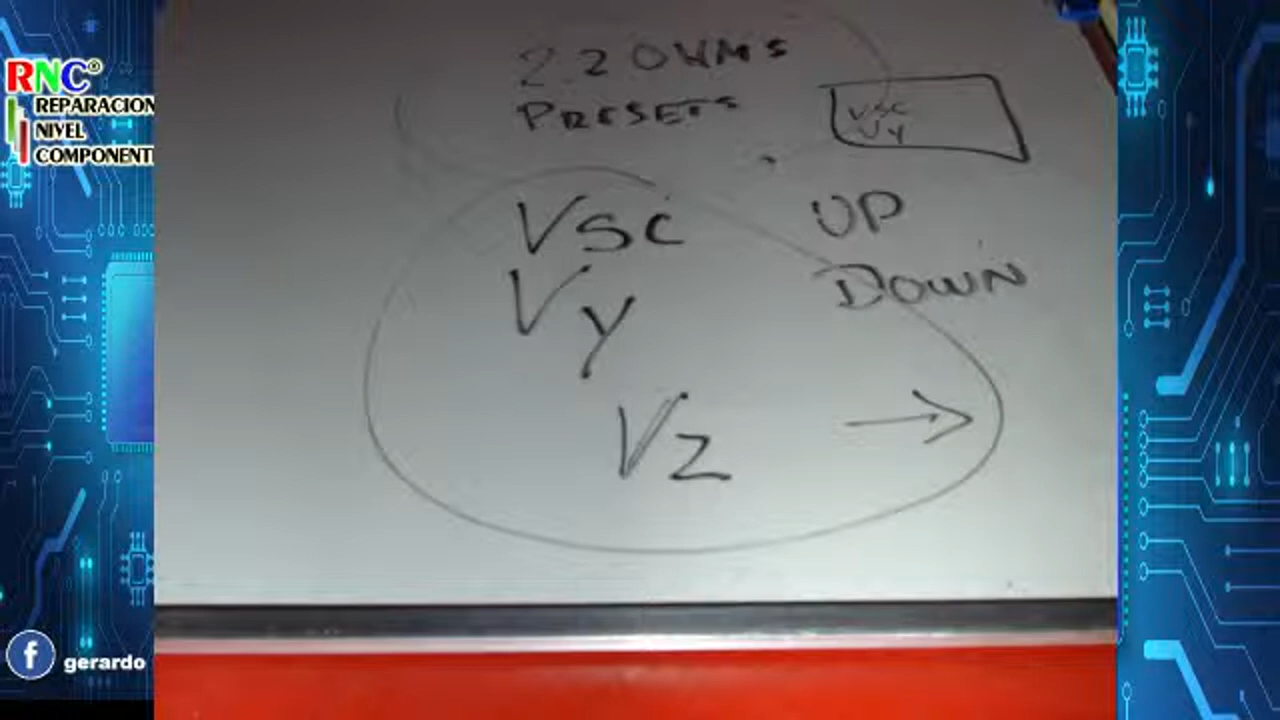 RNC®
REPARACION
NIVEL
COMPONENT
2.2 OHMS
PRESETS
VSC
VY
VSC
UP
VY
DOWN
VZ
→
f gerardo